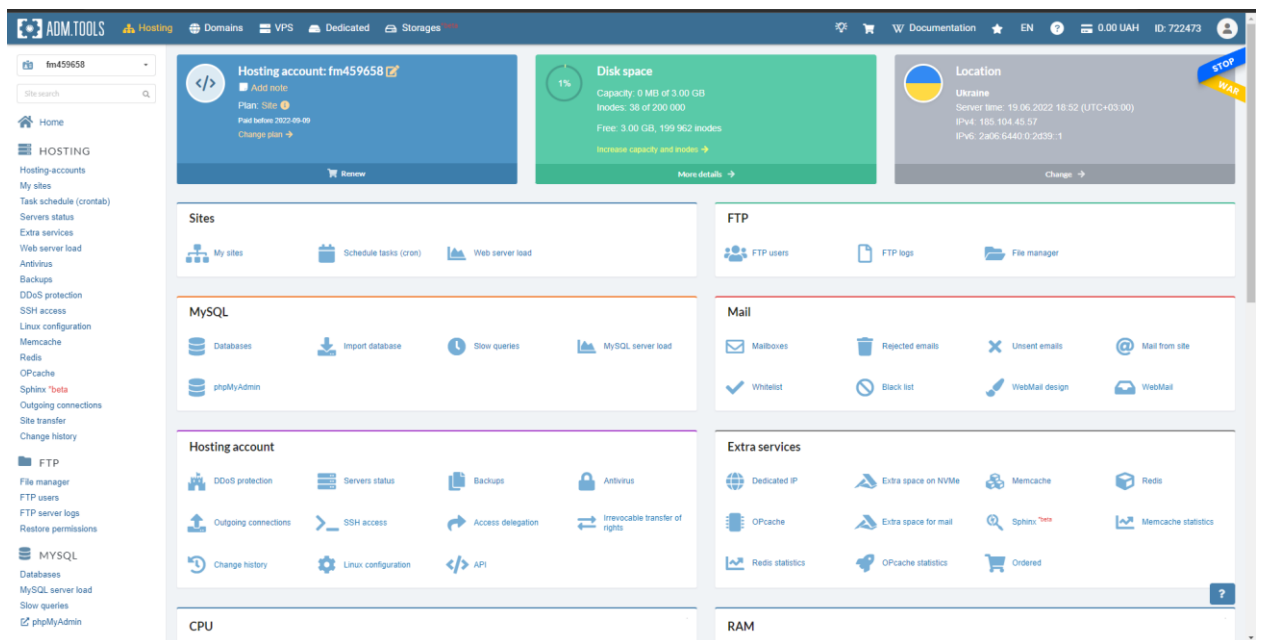 ADM.TOOLS Hosting Domains VPS Dedicated Storages Documentation EN ? 0.00 UAH ID: 722473
fm459658
Site search
Home
HOSTING
Hosting-accounts
My sites
Task schedule (crontab)
Servers status
Extra services
Web server load
Antivirus
Backups
DDoS protection
SSH access
Linux configuration
Memcache
Redis
OPcache
Sphinx *beta
Outgoing connections
Site transfer
Change history
FTP
File manager
FTP users
FTP server logs
Restore permissions
MYSQL
Databases
MySQL server load
Slow queries
phpMyAdmin
Hosting account: fm459658
Add note
Plan: Site
Paid before 2022-09-09
Change plan →
Renew
1%
Disk space
Capacity: 0 MB of 3.00 GB
Inodes: 38 of 200 000
Free: 3.00 GB, 199 962 inodes
Increase capacity and inodes →
More details →
Location
Ukraine
Server time: 19.06.2022 18:52 (UTC+03:00)
IPv4: 185.104.45.57
IPv6: 2a06:6440:0:2d39::1
Change →
STOP
WAR
Sites
My sites Schedule tasks (cron) Web server load
FTP
FTP users FTP logs File manager
MySQL
Databases Import database Slow queries MySQL server load
phpMyAdmin
Mail
Mailboxes Rejected emails Unsent emails Mail from site
Whitelist Black list WebMail design WebMail
Hosting account
DDoS protection Servers status Backups Antivirus
Outgoing connections SSH access Access delegation Irrevocable transfer of
rights
Change history Linux configuration API
Extra services
Dedicated IP Extra space on NVMe Memcache Redis
OPcache Extra space for mail Sphinx *beta Memcache statistics
Redis statistics OPcache statistics Ordered
?
CPU
RAM